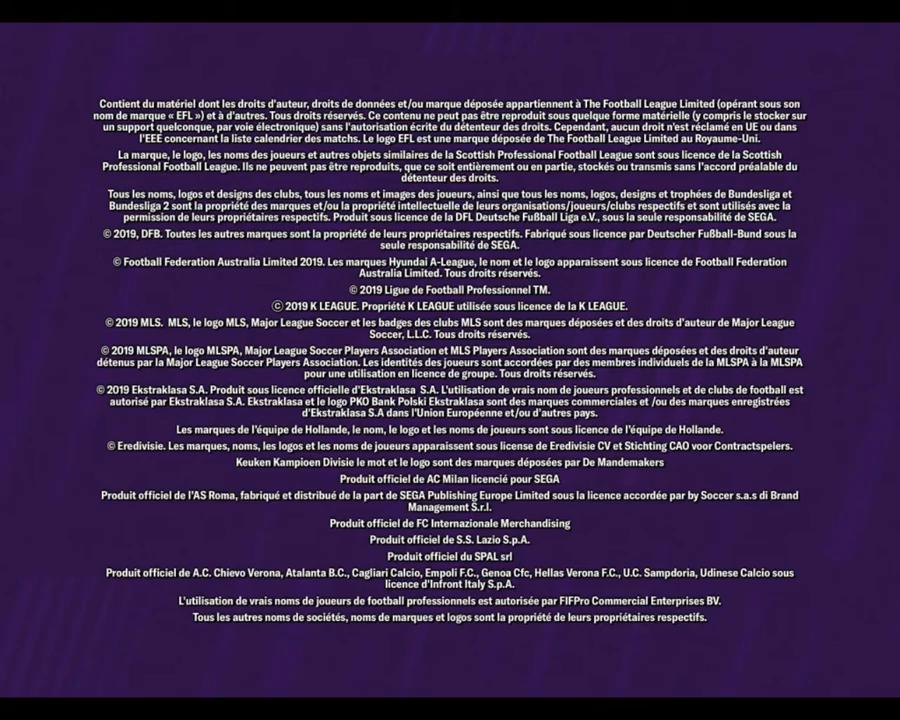 Contient du matériel dont les droits d'auteur, droits de données et/ou marque déposée appartiennent à The Football League Limited (opérant sous son
nom de marque « EFL ») et à d'autres. Tous droits réservés. Ce contenu ne peut pas être reproduit sous quelque forme matérielle (y compris le stocker sur
un support quelconque, par voie électronique) sans l'autorisation écrite du détenteur des droits. Cependant, aucun droit n'est réclamé en UE ou dans
l'EEE concernant la liste calendrier des matchs. Le logo EFL est une marque déposée de The Football League Limited au Royaume-Uni.
La marque, le logo, les noms des joueurs et autres objets similaires de la Scottish Professional Football League sont sous licence de la Scottish
Professional Football League. Ils ne peuvent pas être reproduits, que ce soit entièrement ou en partie, stockés ou transmis sans l'accord préalable du
détenteur des droits.
Tous les noms, logos et designs des clubs, tous les noms et images des joueurs, ainsi que tous les noms, logos, designs et trophées de Bundesliga et
Bundesliga 2 sont la propriété des marques et/ou la propriété intellectuelle de leurs organisations/joueurs/clubs respectifs et sont utilisés avec la
permission de leurs propriétaires respectifs. Produit sous licence de la DFL Deutsche Fußball Liga e.V., sous la seule responsabilité de SEGA.
© 2019, DFB. Toutes les autres marques sont la propriété de leurs propriétaires respectifs. Fabriqué sous licence par Deutscher Fußball-Bund sous la
seule responsabilité de SEGA.
© Football Federation Australia Limited 2019. Les marques Hyundai A-League, le nom et le logo apparaissent sous licence de Football Federation
Australia Limited. Tous droits réservés.
© 2019 Ligue de Football Professionnel TM.
ⓒ 2019 K LEAGUE. Propriété K LEAGUE utilisée sous licence de la K LEAGUE.
© 2019 MLS. MLS, le logo MLS, Major League Soccer et les badges des clubs MLS sont des marques déposées et des droits d'auteur de Major League
Soccer, L.L.C. Tous droits réservés.
© 2019 MLSPA, le logo MLSPA, Major League Soccer Players Association et MLS Players Association sont des marques déposées et des droits d'auteur
détenus par la Major League Soccer Players Association. Les identités des joueurs sont accordées par des membres individuels de la MLSPA à la MLSPA
pour une utilisation en licence de groupe. Tous droits réservés.
© 2019 Ekstraklasa S.A. Produit sous licence officielle d'Ekstraklasa S.A. L'utilisation de vrais nom de joueurs professionnels et de clubs de football est
autorisé par Ekstraklasa S.A. Ekstraklasa et le logo PKO Bank Polski Ekstraklasa sont des marques commerciales et /ou des marques enregistrées
d'Ekstraklasa S.A dans l'Union Européenne et/ou d'autres pays.
Les marques de l'équipe de Hollande, le nom, le logo et les noms de joueurs sont sous licence de l'équipe de Hollande.
© Eredivisie. Les marques, noms, les logos et les noms de joueurs apparaissent sous license de Eredivisie CV et Stichting CAO voor Contractspelers.
Keuken Kampioen Divisie le mot et le logo sont des marques déposées par De Mandemakers
Produit officiel de AC Milan licencié pour SEGA
Produit officiel de l'AS Roma, fabriqué et distribué de la part de SEGA Publishing Europe Limited sous la licence accordée par by Soccer s.a.s di Brand
Management S.r.l.
Produit officiel de FC Internazionale Merchandising
Produit officiel de S.S. Lazio S.p.A.
Produit officiel du SPAL srl
Produit officiel de A.C. Chievo Verona, Atalanta B.C., Cagliari Calcio, Empoli F.C., Genoa Cfc, Hellas Verona F.C., U.C. Sampdoria, Udinese Calcio sous
licence d'Infront Italy S.p.A.
L'utilisation de vrais noms de joueurs de football professionnels est autorisée par FIFPro Commercial Enterprises BV.
Tous les autres noms de sociétés, noms de marques et logos sont la propriété de leurs propriétaires respectifs.